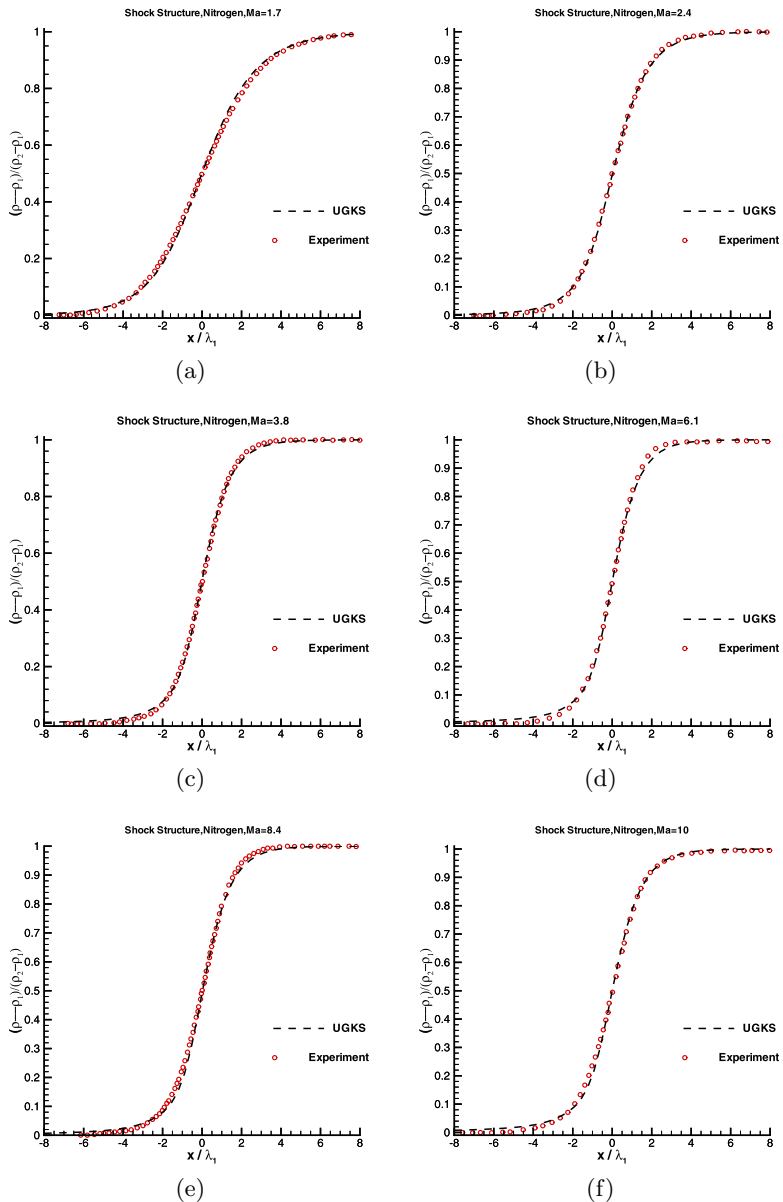 Shock Structure,Nitrogen,Ma=1.7
1
0.9
0.8
0.7
0.6
0.5
0.4
0.3
0.2
0.1
0
(ρ—ρ₁)/(ρ₂–ρ₁)
UGKS
Experiment
-8 -6 -4 -2 0 2 4 6 8
x / λ₁
(a)
Shock Structure,Nitrogen,Ma=2.4
1
0.9
0.8
0.7
0.6
0.5
0.4
0.3
0.2
0.1
0
(ρ—ρ₁)/(ρ₂–ρ₁)
UGKS
Experiment
-8 -6 -4 -2 0 2 4 6 8
x / λ₁
(b)
Shock Structure,Nitrogen,Ma=3.8
1
0.8
0.6
0.4
0.2
0
(ρ—ρ₁)/(ρ₂–ρ₁)
UGKS
Experiment
-8 -6 -4 -2 0 2 4 6 8
x / λ₁
(c)
Shock Structure,Nitrogen,Ma=6.1
1
0.9
0.8
0.7
0.6
0.5
0.4
0.3
0.2
0.1
0
(ρ—ρ₁)/(ρ₂–ρ₁)
UGKS
Experiment
-8 -6 -4 -2 0 2 4 6 8
x / λ₁
(d)
Shock Structure,Nitrogen,Ma=8.4
1
0.9
0.8
0.7
0.6
0.5
0.4
0.3
0.2
0.1
0
(ρ—ρ₁)/(ρ₂–ρ₁)
UGKS
Experiment
-8 -6 -4 -2 0 2 4 6 8
x / λ₁
(e)
Shock Structure,Nitrogen,Ma=10
1
0.9
0.8
0.7
0.6
0.5
0.4
0.3
0.2
0.1
0
(ρ—ρ₁)/(ρ₂–ρ₁)
UGKS
Experiment
-8 -6 -4 -2 0 2 4 6 8
x / λ₁
(f)